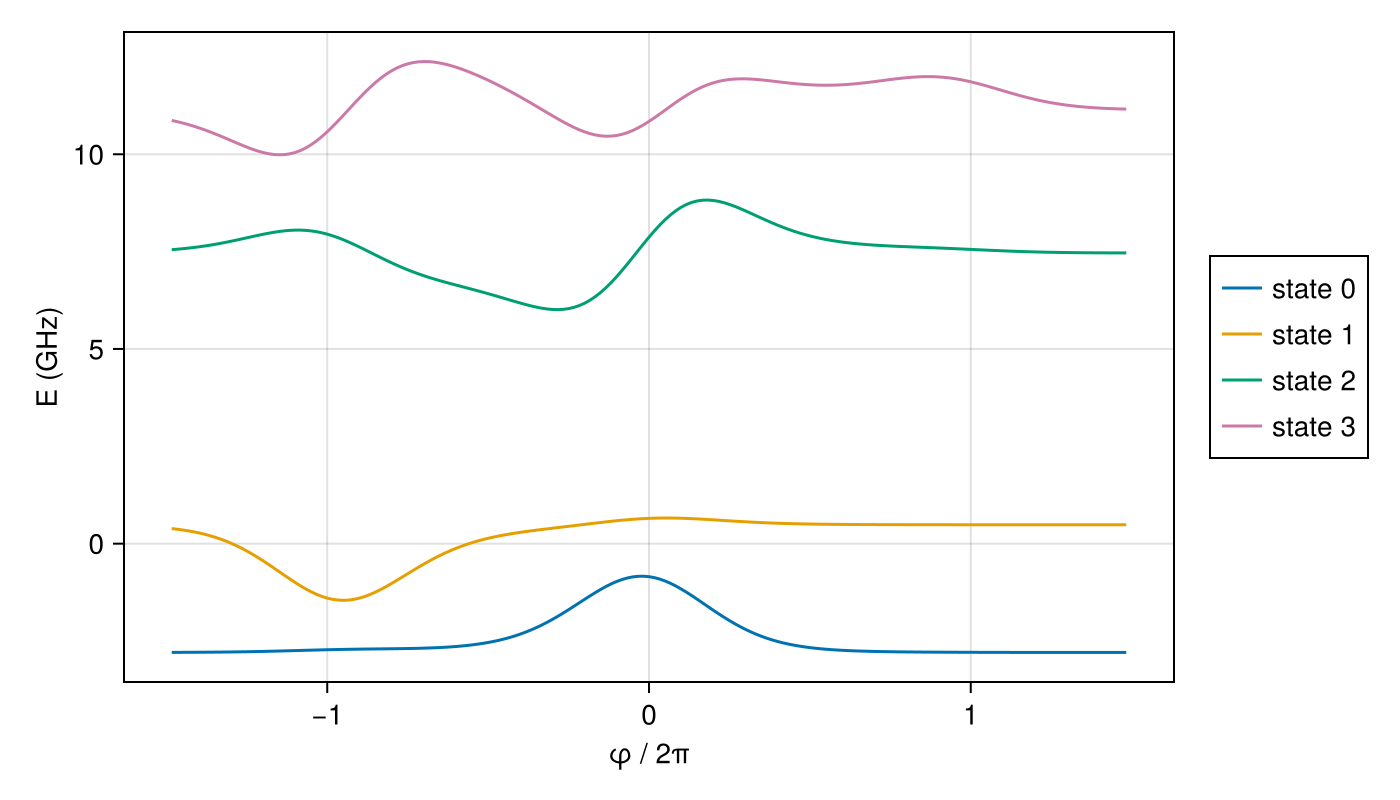 10
5
0
E (GHz)
−1
0
1
φ / 2π
state 0
state 1
state 2
state 3